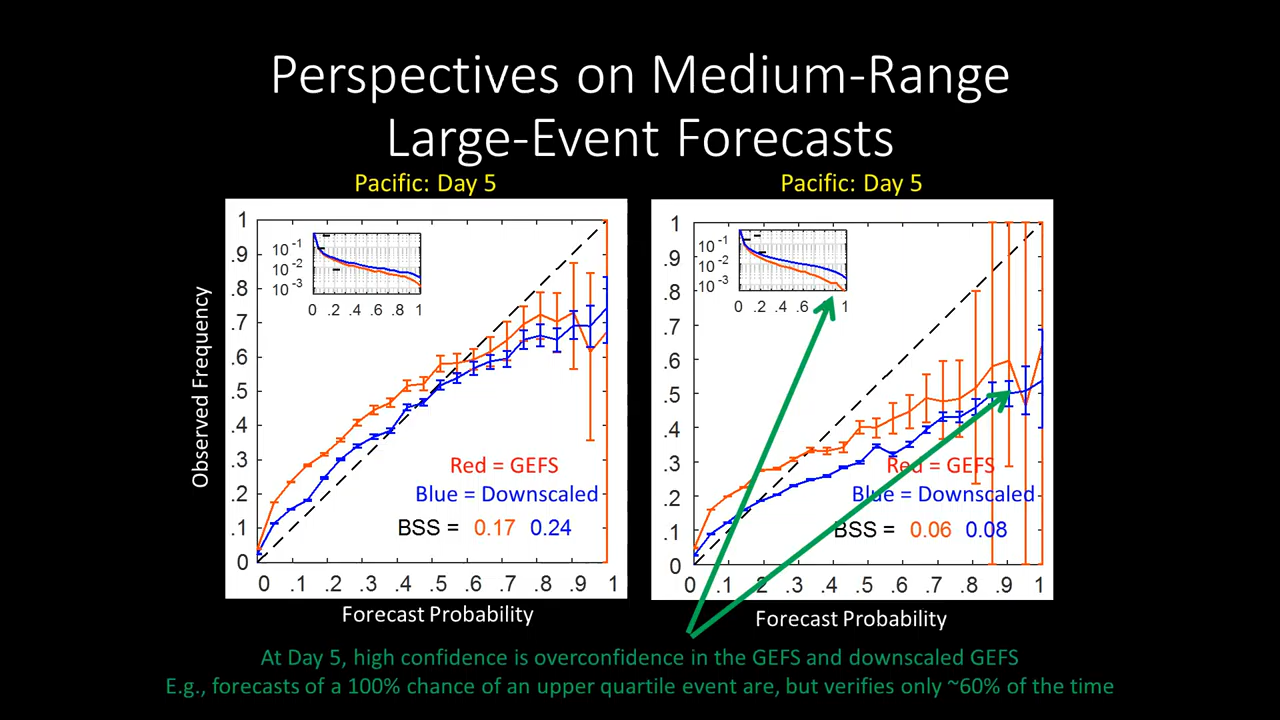 Perspectives on Medium-Range
Large-Event Forecasts
Pacific: Day 5
Pacific: Day 5
Observed Frequency
1
.9
.8
.7
.6
.5
.4
.3
.2
.1
0
10-1
10-2
10-3
0 .2 .4 .6 .8 1
Red = GEFS
Blue = Downscaled
BSS = 0.17 0.24
0 .1 .2 .3 .4 .5 .6 .7 .8 .9 1
Forecast Probability
1
.9
.8
.7
.6
.5
.4
.3
.2
.1
0
10-1
10-2
10-3
0 .2 .4 .6 1
Red = GEFS
Blue = Downscaled
BSS = 0.06 0.08
0 .1 .2 .3 .4 .5 .6 .7 .8 .9 1
Forecast Probability
At Day 5, high confidence is overconfidence in the GEFS and downscaled GEFS
E.g., forecasts of a 100% chance of an upper quartile event are, but verifies only ~60% of the time